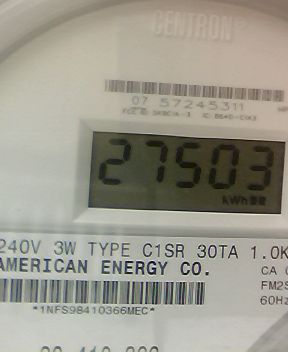 CENTRON®
07 57245311
27503
kWh
240V 3W TYPE C1SR 30TA 1.0K
AMERICAN ENERGY CO.
CA
FM2S
60Hz
*1NFS98410366MEC*